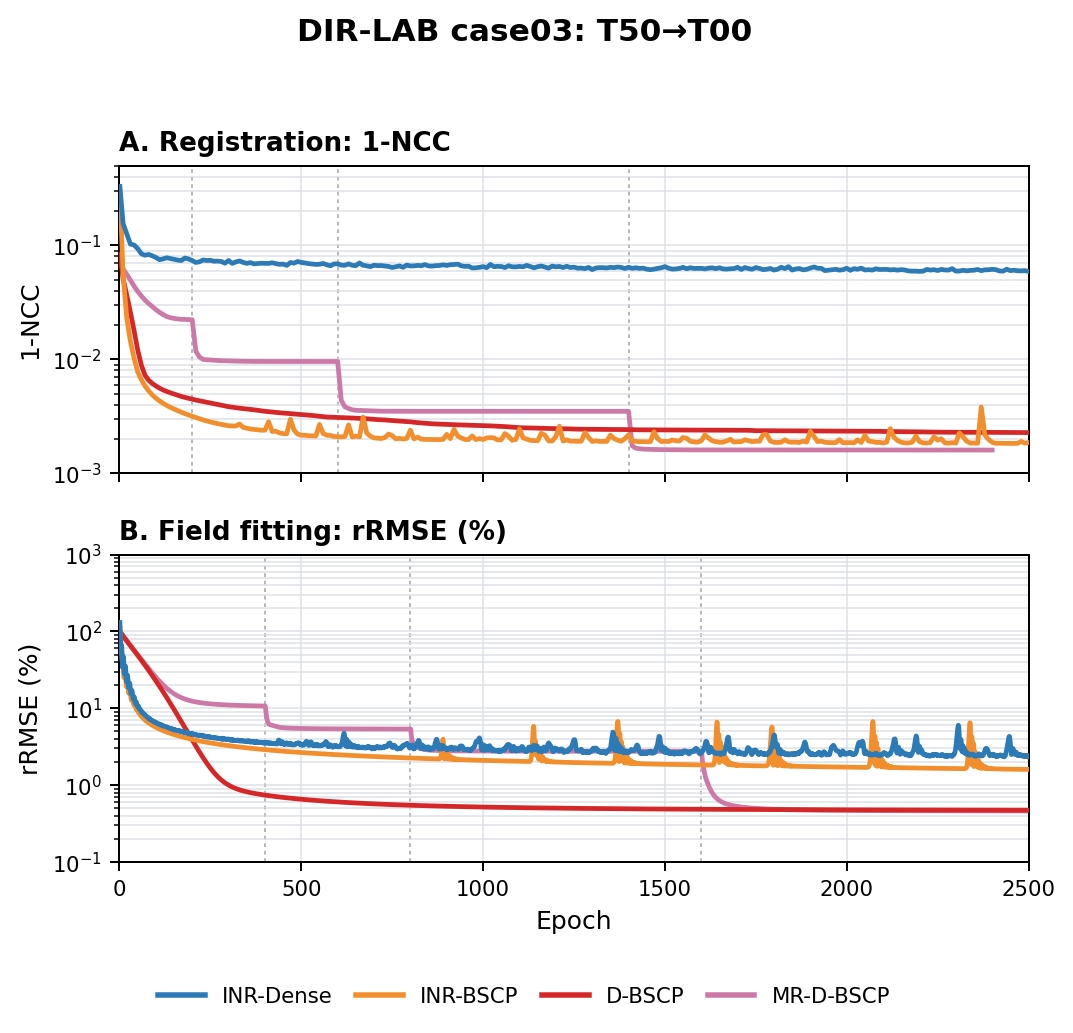 DIR-LAB case03: T50→T00
A. Registration: 1-NCC
10⁻¹
10⁻²
10⁻³
1-NCC
B. Field fitting: rRMSE (%)
10³
10²
10¹
10⁰
10⁻¹
rRMSE (%)
0 500 1000 1500 2000 2500
Epoch
INR-Dense INR-BSCP D-BSCP MR-D-BSCP